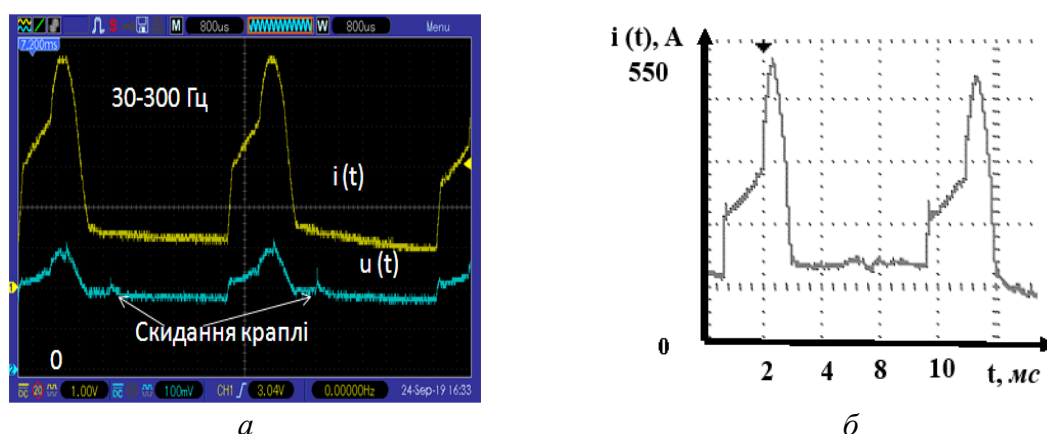 M 800us W 800us Menu
7.200ms
30-300 Гц
i (t)
u (t)
Скидання краплі
0
1.00V 100mV CH1 3.04V 0.00000Hz 24-Sep-19 16:33
i (t), A
550
0
2 4 8 10 t, мс
а б